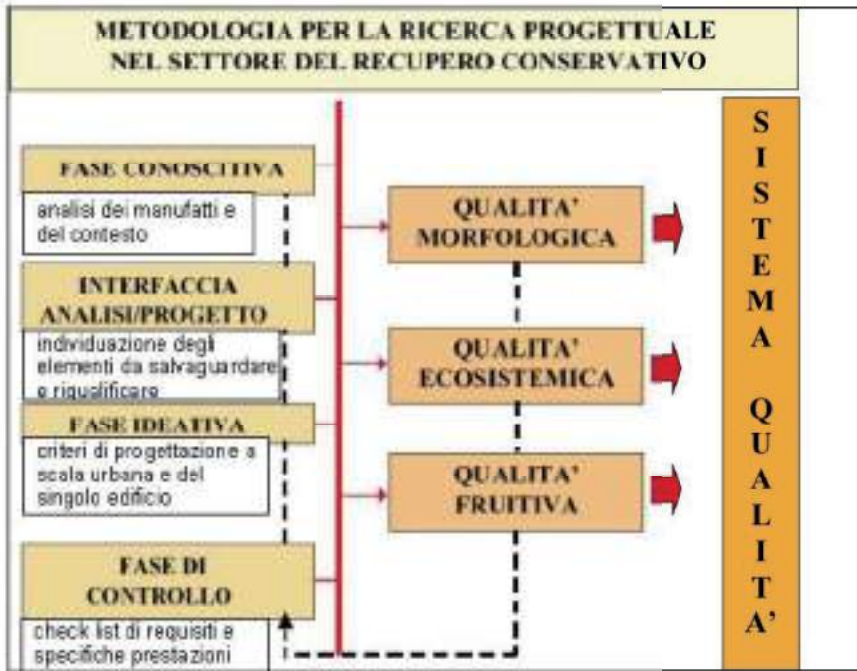 METODOLOGIA PER LA RICERCA PROGETTUALE
NEL SETTORE DEL RECUPERO CONSERVATIVO
FASE CONOSCITIVA
analisi dei manufatti e
del contesto
INTERFACCIA
ANALISI/PROGETTO
individuazione degli
elementi da salvaguardare
e riqualificare
FASE IDEATIVA
criteri di progettazione a
scala urbana e del
singolo edificio
FASE DI
CONTROLLO
check list di requisiti e
specifiche prestazioni
QUALITA’
MORFOLOGICA
QUALITA’
ECOSISTEMICA
QUALITA’
FRUITIVA
SISTEMA QUALITA’